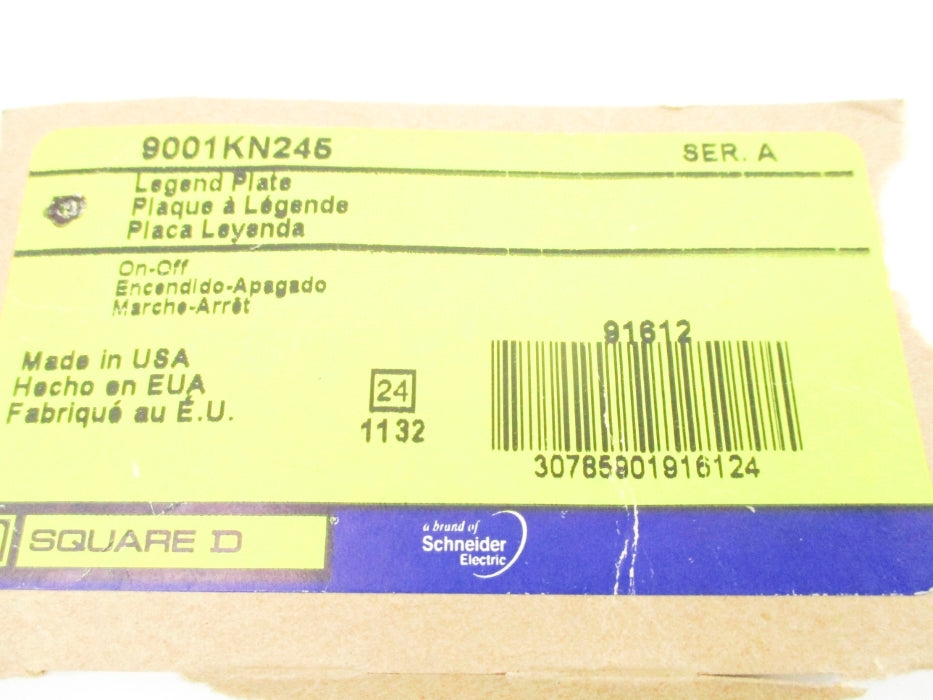 9001KN245
SER. A
Legend Plate
Plaque à Légende
Placa Leyenda
On-Off
Encendido-Apagado
Marche-Arrêt
Made in USA
Hecho en EUA
Fabriqué au É.U.
24
1132
91612
30785901916124
SQUARE D
a brand of
Schneider
Electric